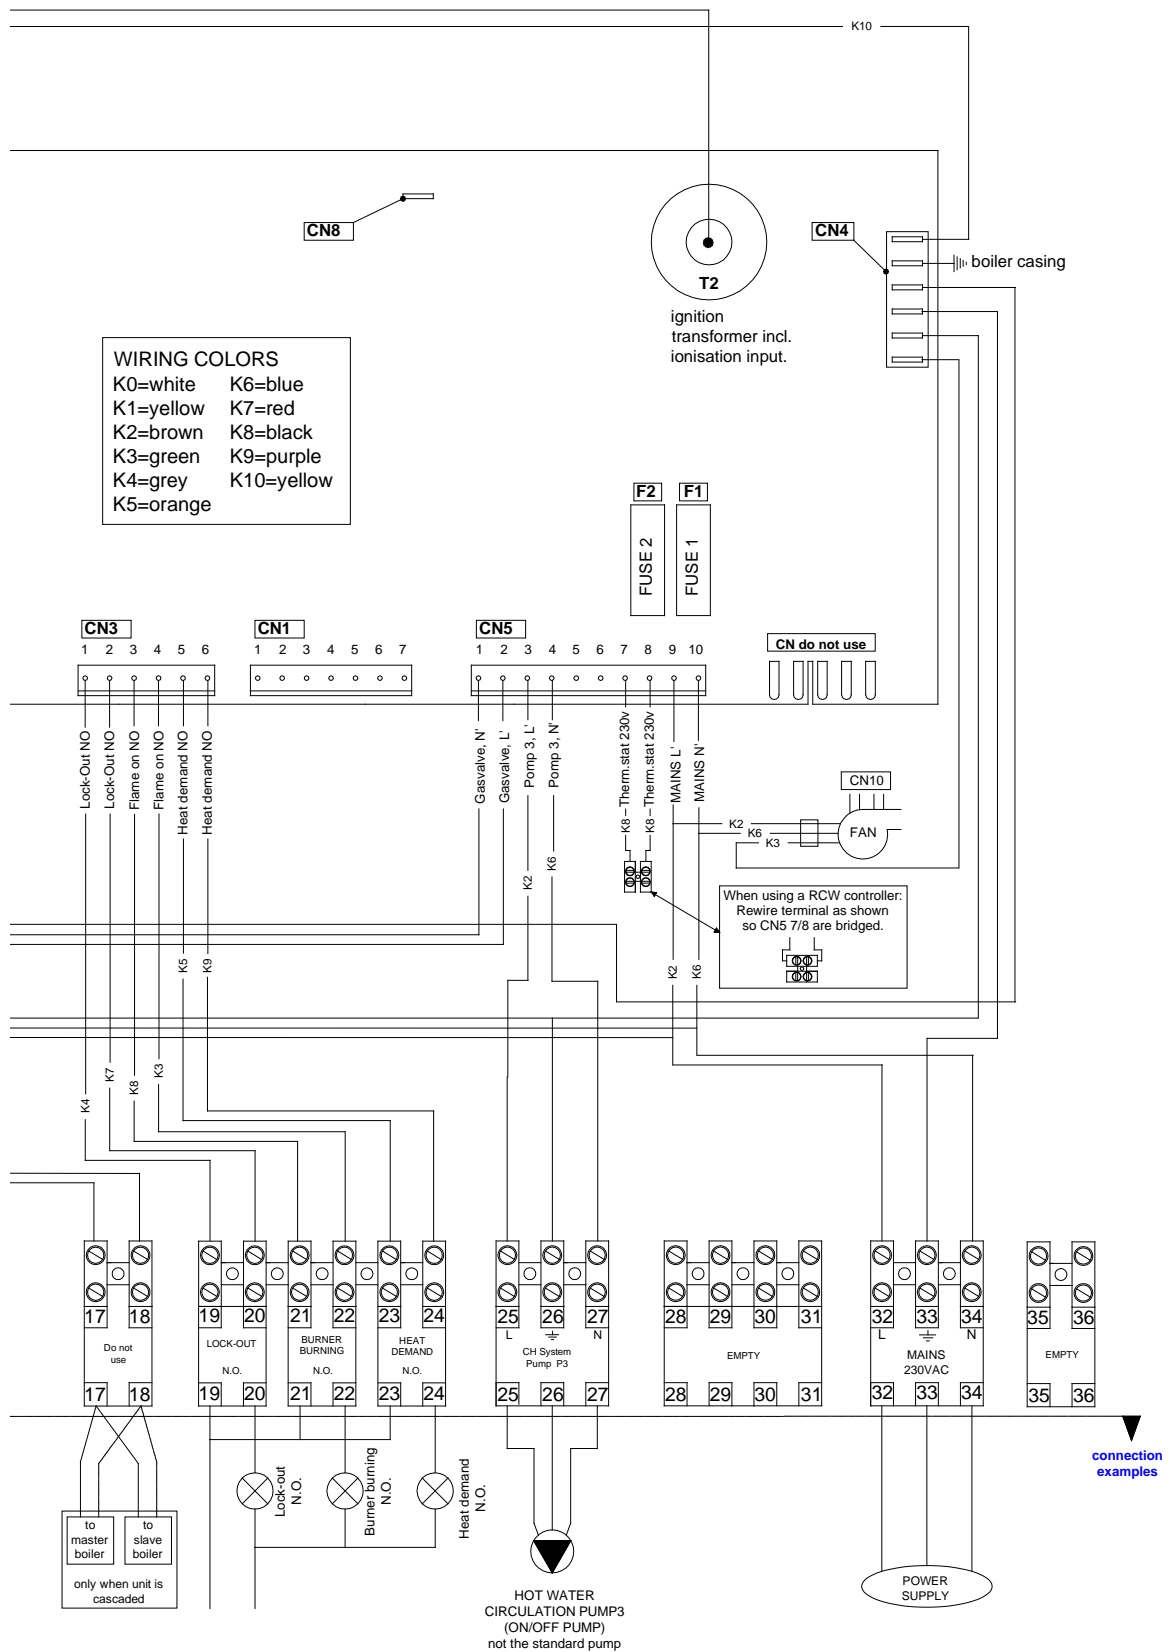 K10
CN8
CN4
boiler casing
T2
ignition
transformer incl.
ionisation input.
WIRING COLORS
K0=white K6=blue
K1=yellow K7=red
K2=brown K8=black
K3=green K9=purple
K4=grey K10=yellow
K5=orange
F2 F1
FUSE 2
FUSE 1
CN3
1 2 3 4 5 6
CN1
1 2 3 4 5 6 7
CN5
1 2 3 4 5 6 7 8 9 10
CN do not use
Lock-Out NO
Lock-Out NO
Flame on NO
Flame on NO
Heat demand NO
Heat demand NO
Gasvalve, N'
Gasvalve, L'
Pomp 3, L'
Pomp 3, N'
K8 Therm.stat 230v
K8 Therm.stat 230v
MAINS L'
MAINS N'
CN10
K2
K6
K3
FAN
K2
K6
When using a RCW controller:
Rewire terminal as shown
so CN5 7/8 are bridged.
K5
K9
K2
K6
K4
K7
K8
K3
17 18
Do not
use
17 18
19 20 21 22 23 24
LOCK-OUT
N.O.
BURNER
BURNING
N.O.
HEAT
DEMAND
N.O.
19 20 21 22 23 24
25 26 27
L N
CH System
Pump P3
25 26 27
28 29 30 31
EMPTY
28 29 30 31
32 33 34
L N
MAINS
230VAC
32 33 34
35 36
EMPTY
35 36
connection
examples
Lock-out
N.O.
Burner burning
N.O.
Heat demand
N.O.
to
master
boiler
to
slave
boiler
only when unit is
cascaded
HOT WATER
CIRCULATION PUMP3
(ON/OFF PUMP)
not the standard pump
POWER
SUPPLY